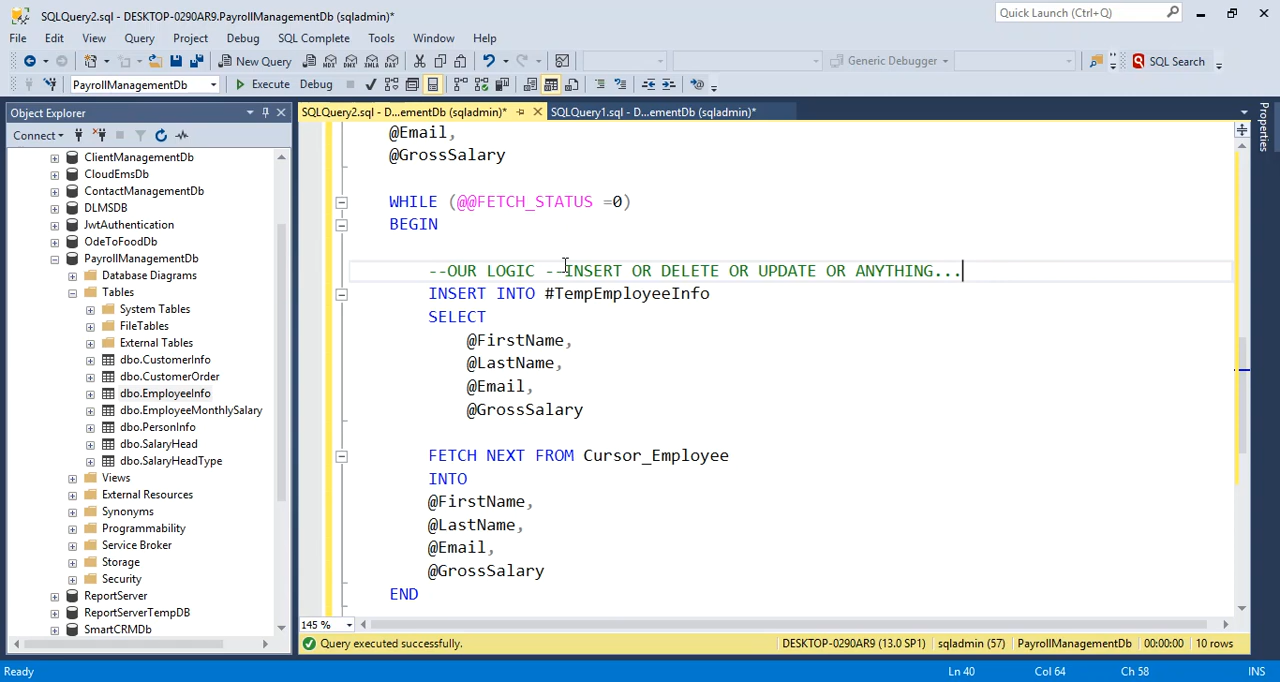 SQLQuery2.sql - DESKTOP-0290AR9.PayrollManagementDb (sqladmin)*
Quick Launch (Ctrl+Q)
File Edit View Query Project Debug SQL Complete Tools Window Help
New Query
MDX DMX XMLA DAX
Generic Debugger
SQL Search
PayrollManagementDb
Execute Debug
Object Explorer
SQLQuery2.sql - D...ementDb (sqladmin)*
SQLQuery1.sql - D...ementDb (sqladmin)*
Properties
Connect
ClientManagementDb
CloudEmsDb
ContactManagementDb
DLMSDB
JwtAuthentication
OdeToFoodDb
PayrollManagementDb
Database Diagrams
Tables
System Tables
FileTables
External Tables
dbo.CustomerInfo
dbo.CustomerOrder
dbo.EmployeeInfo
dbo.EmployeeMonthlySalary
dbo.PersonInfo
dbo.SalaryHead
dbo.SalaryHeadType
Views
External Resources
Synonyms
Programmability
Service Broker
Storage
Security
ReportServer
ReportServerTempDB
SmartCRMDb
@Email,
@GrossSalary
WHILE (@@FETCH_STATUS =0)
BEGIN
--OUR LOGIC --INSERT OR DELETE OR UPDATE OR ANYTHING...
INSERT INTO #TempEmployeeInfo
SELECT
@FirstName,
@LastName,
@Email,
@GrossSalary
FETCH NEXT FROM Cursor_Employee
INTO
@FirstName,
@LastName,
@Email,
@GrossSalary
END
145 %
Query executed successfully.
DESKTOP-0290AR9 (13.0 SP1) sqladmin (57) PayrollManagementDb 00:00:00 10 rows
Ready
Ln 40 Col 64 Ch 58 INS